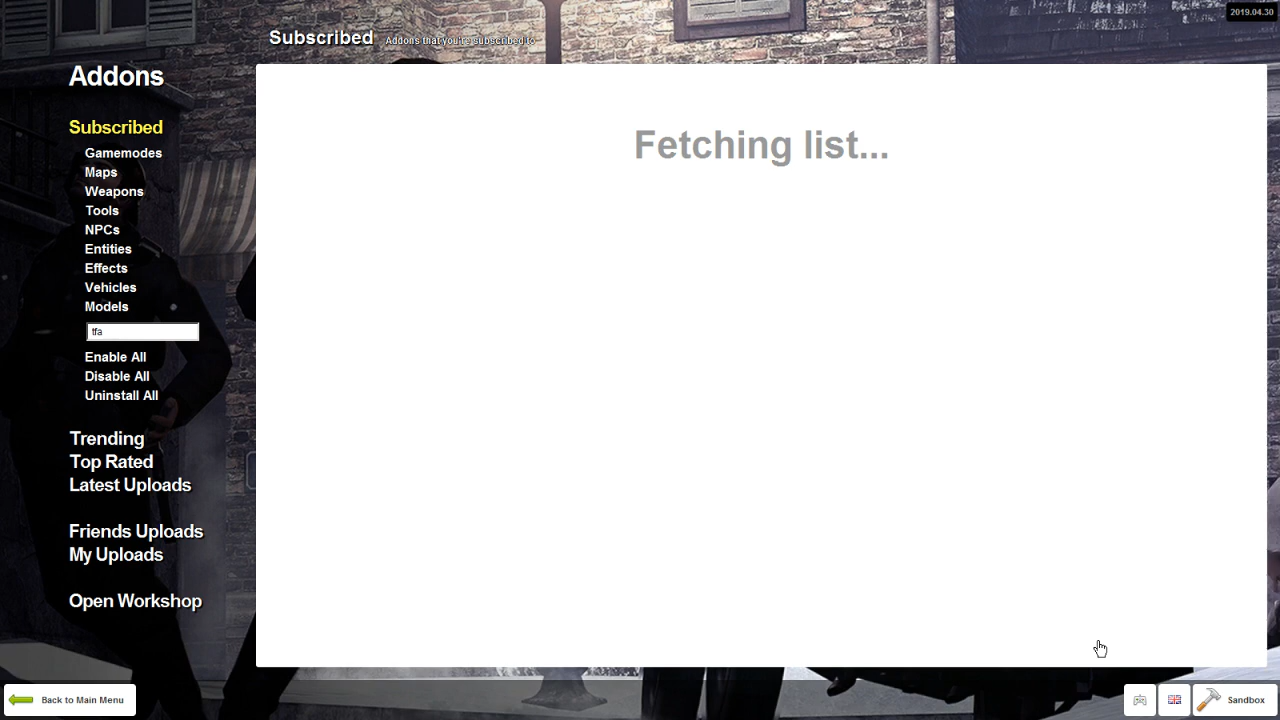 2019.04.30
Subscribed Addons that you're subscribed to
Addons
Subscribed
Gamemodes
Maps
Weapons
Tools
NPCs
Entities
Effects
Vehicles
Models
tfa
Enable All
Disable All
Uninstall All
Trending
Top Rated
Latest Uploads
Friends Uploads
My Uploads
Open Workshop
Fetching list...
Back to Main Menu
Sandbox